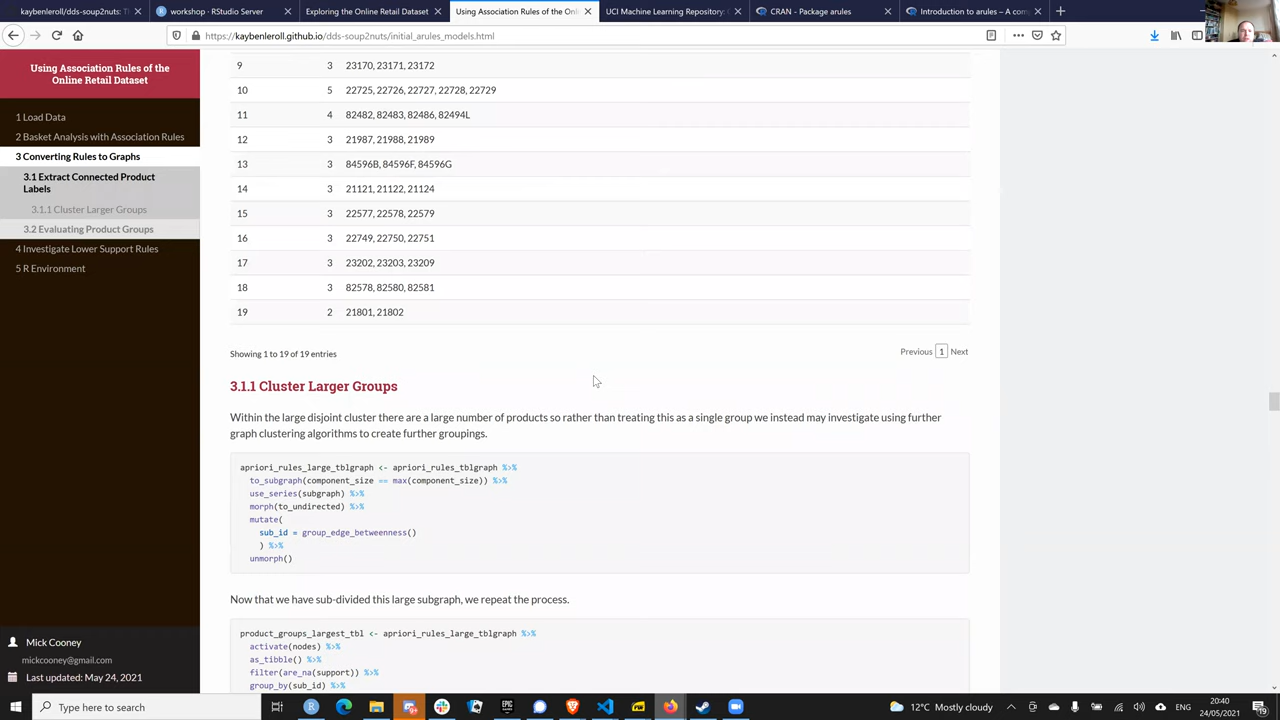 kaybenleroll/data_workshop: T
workshop - RStudio Server
Exploring the Online Retail Dataset
Using Association Rules of the Onl
UCI Machine Learning Repository:
CRAN - Package arules
Introduction to arules – A comp
https://kaybenleroll.github.io/dds-soup2nuts/initial_arules_models.html
Using Association Rules of the
Online Retail Dataset
1 Load Data
2 Basket Analysis with Association Rules
3 Converting Rules to Graphs
3.1 Extract Connected Product
Labels
3.1.1 Cluster Larger Groups
3.2 Evaluating Product Groups
4 Investigate Lower Support Rules
5 R Environment
Mick Cooney
mickcooney@gmail.com
Last updated: May 24, 2021
9 3 23170, 23171, 23172
10 5 22725, 22726, 22727, 22728, 22729
11 4 82482, 82483, 82486, 82494L
12 3 21987, 21988, 21989
13 3 84596B, 84596F, 84596G
14 3 21121, 21122, 21124
15 3 22577, 22578, 22579
16 3 22749, 22750, 22751
17 3 23202, 23203, 23209
18 3 82578, 82580, 82581
19 2 21801, 21802
Showing 1 to 19 of 19 entries
Previous 1 Next
3.1.1 Cluster Larger Groups
Within the large disjoint cluster there are a large number of products so rather than treating this as a single group we instead may investigate using further
graph clustering algorithms to create further groupings.
apriori_rules_large_tblgraph <- apriori_rules_tblgraph %>%
to_subgraph(component_size == max(component_size)) %>%
use_series(subgraph) %>%
morph(to_undirected) %>%
mutate(
sub_id = group_edge_betweenness()
) %>%
unmorph()
Now that we have sub-divided this large subgraph, we repeat the process.
product_groups_largest_tbl <- apriori_rules_large_tblgraph %>%
activate(nodes) %>%
as_tibble() %>%
filter(are_na(support)) %>%
group_by(sub_id) %>%
Type here to search
12°C Mostly cloudy
ENG
20:40
24/05/2021